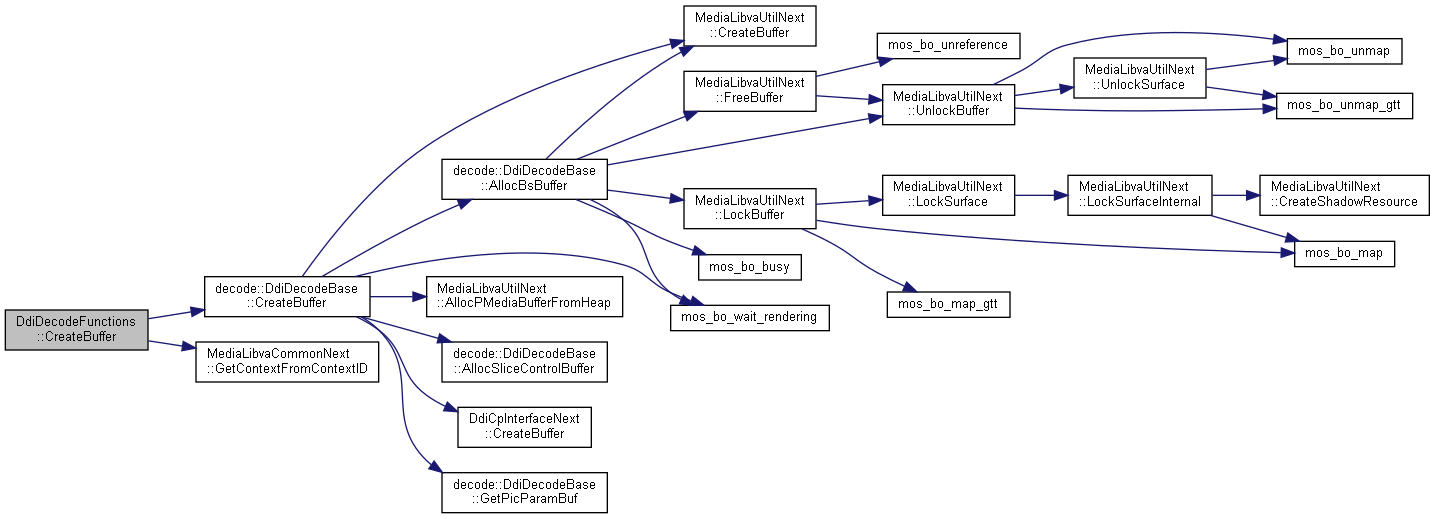 DdiDecodeFunctions
::CreateBuffer
decode::DdiDecodeBase
::CreateBuffer
MediaLibvaCommonNext
::GetContextFromContextID
MediaLibvaUtilNext
::CreateBuffer
decode::DdiDecodeBase
::AllocBsBuffer
MediaLibvaUtilNext
::AllocPMediaBufferFromHeap
decode::DdiDecodeBase
::AllocSliceControlBuffer
DdiCpInterfaceNext
::CreateBuffer
decode::DdiDecodeBase
::GetPicParamBuf
MediaLibvaUtilNext
::FreeBuffer
MediaLibvaUtilNext
::LockBuffer
mos_bo_busy
mos_bo_wait_rendering
mos_bo_unreference
MediaLibvaUtilNext
::UnlockBuffer
MediaLibvaUtilNext
::LockSurface
mos_bo_map_gtt
MediaLibvaUtilNext
::UnlockSurface
MediaLibvaUtilNext
::LockSurfaceInternal
mos_bo_unmap
mos_bo_unmap_gtt
MediaLibvaUtilNext
::CreateShadowResource
mos_bo_map